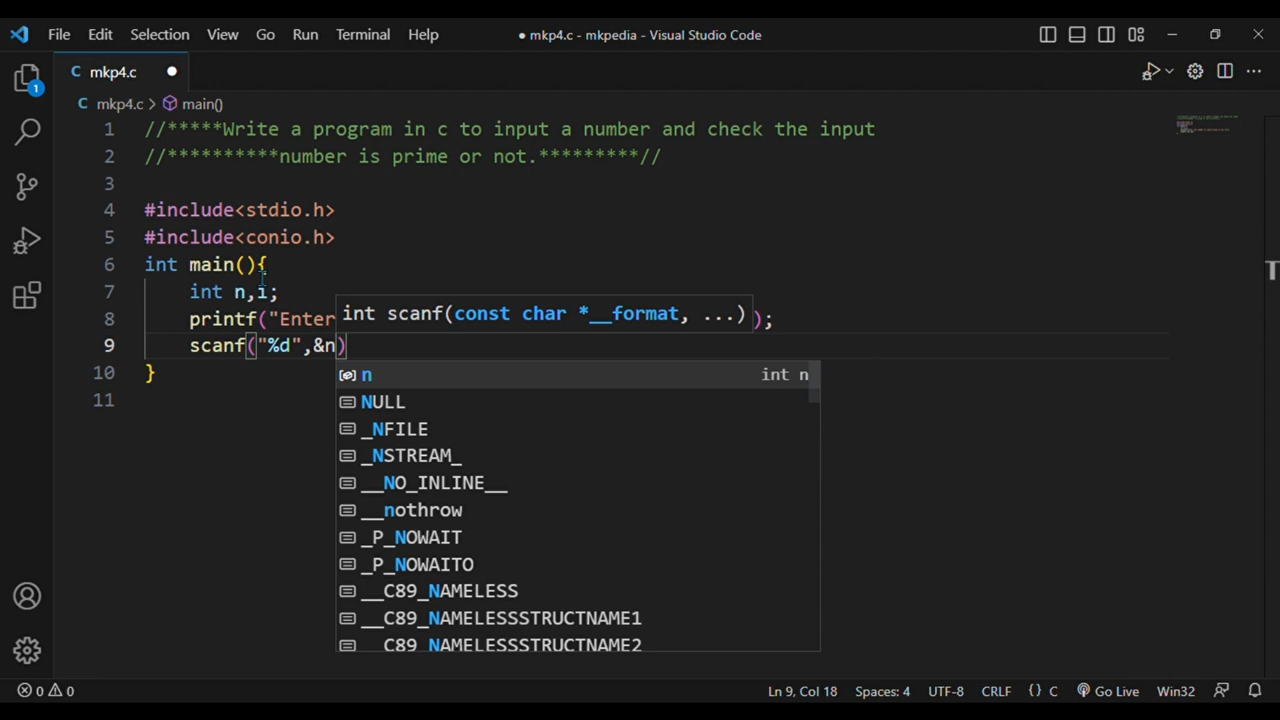 File Edit Selection View Go Run Terminal Help ● mkp4.c - mkpedia - Visual Studio Code
C mkp4.c ●
C mkp4.c > main()
1 //*****Write a program in c to input a number and check the input
2 //**********number is prime or not.*********//
3
4 #include<stdio.h>
5 #include<conio.h>
6 int main(){
7 int n,i;
8 printf("Enter );
int scanf(const char *__format, ...)
9 scanf("%d",&n)
n int n
10 }
NULL
11
_NFILE
_NSTREAM_
__NO_INLINE__
__nothrow
_P_NOWAIT
_P_NOWAITO
__C89_NAMELESS
__C89_NAMELESSSTRUCTNAME1
__C89_NAMELESSSTRUCTNAME2
1
0 0 Ln 9, Col 18 Spaces: 4 UTF-8 CRLF {} C Go Live Win32